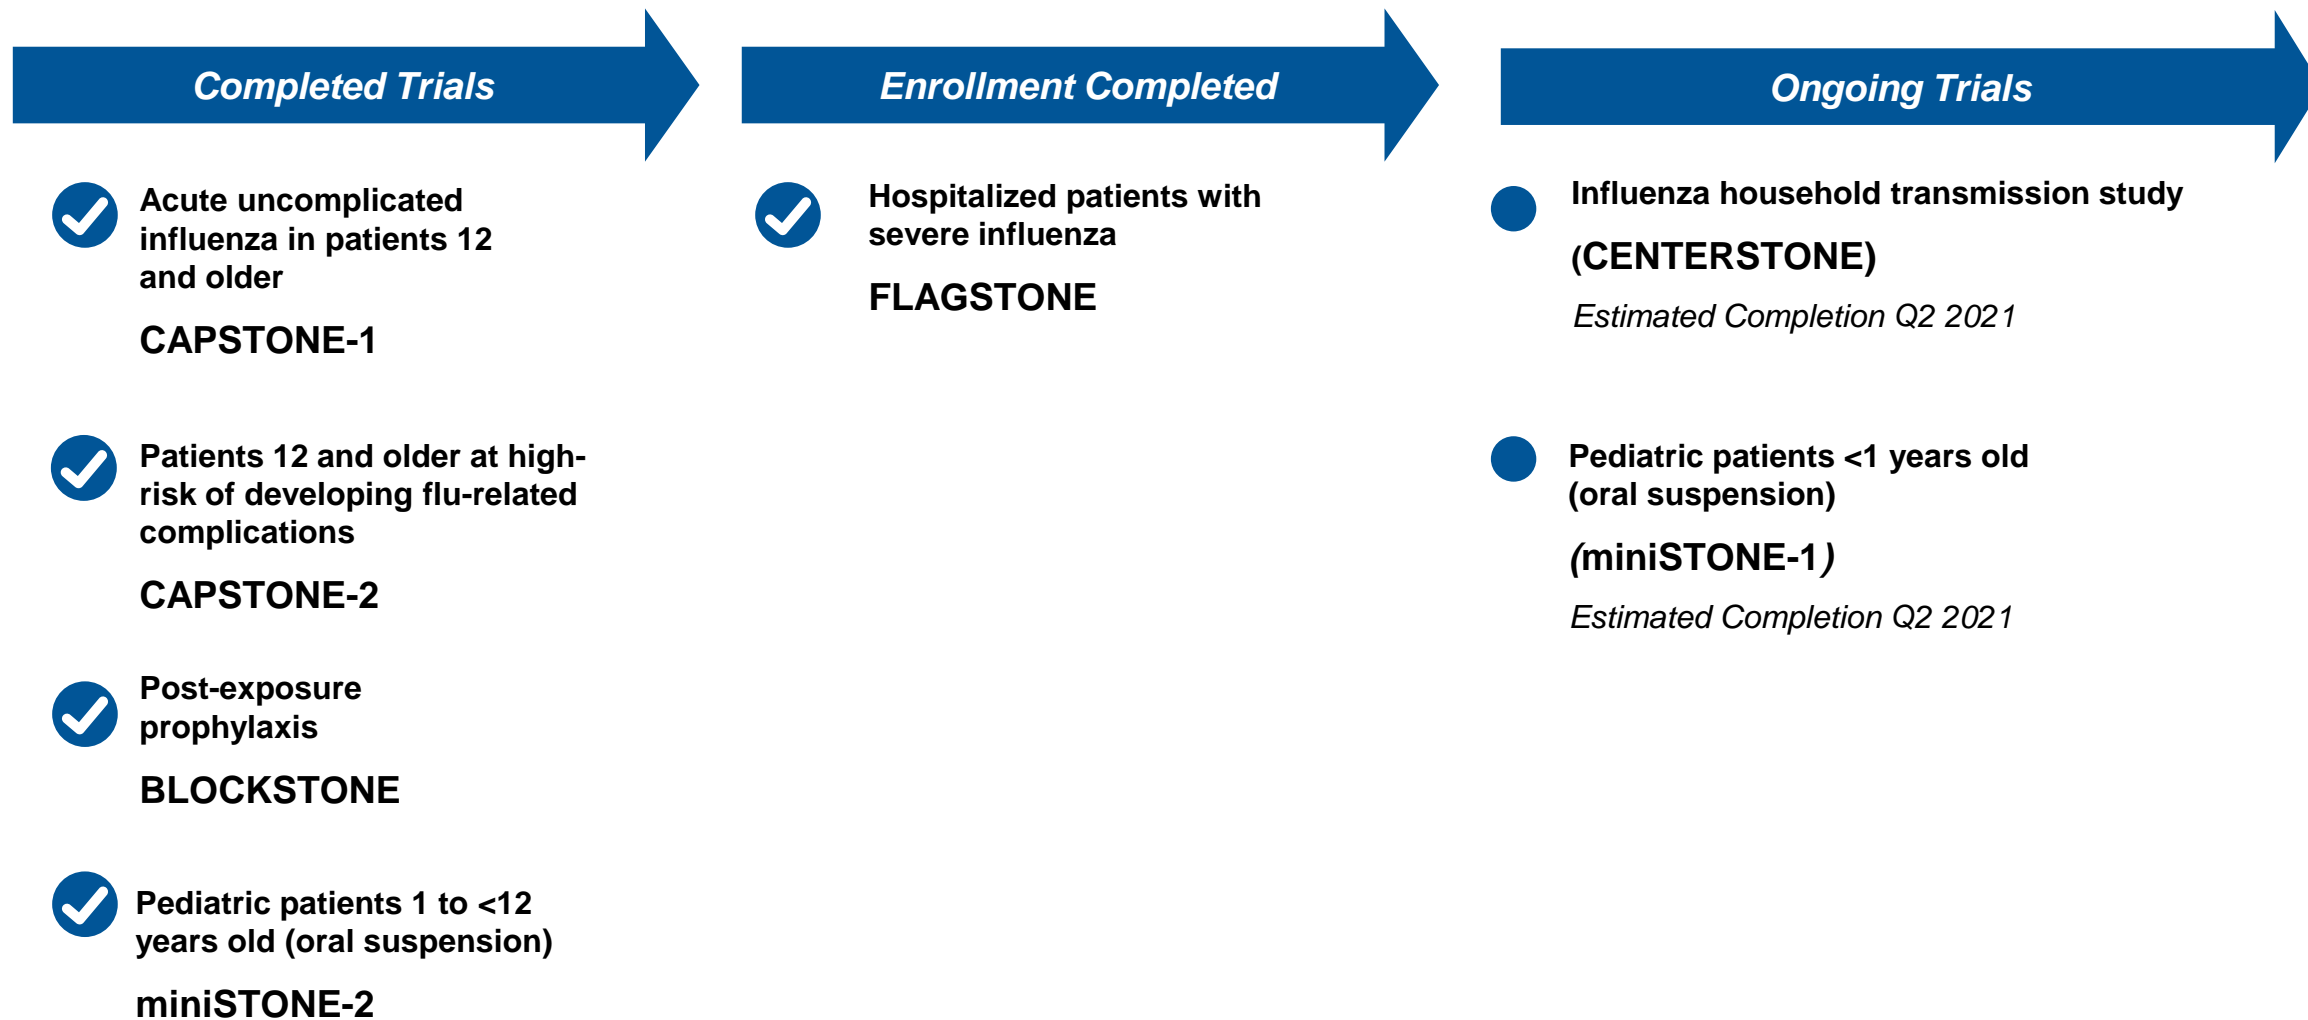 Completed Trials
Acute uncomplicated
influenza in patients 12
and older
CAPSTONE-1
Patients 12 and older at high-
risk of developing flu-related
complications
CAPSTONE-2
Post-exposure
prophylaxis
BLOCKSTONE
Pediatric patients 1 to <12
years old (oral suspension)
miniSTONE-2
Enrollment Completed
Hospitalized patients with
severe influenza
FLAGSTONE
Ongoing Trials
Influenza household transmission study
(CENTERSTONE)
Estimated Completion Q2 2021
Pediatric patients <1 years old
(oral suspension)
(miniSTONE-1)
Estimated Completion Q2 2021